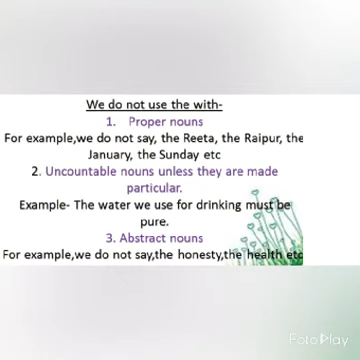 We do not use the with-
1. Proper nouns
For example,we do not say, the Reeta, the Raipur, the
January, the Sunday etc
2. Uncountable nouns unless they are made
particular.
Example- The water we use for drinking must be
pure.
3. Abstract nouns
For example,we do not say,the honesty,the health etc
FotoPlay